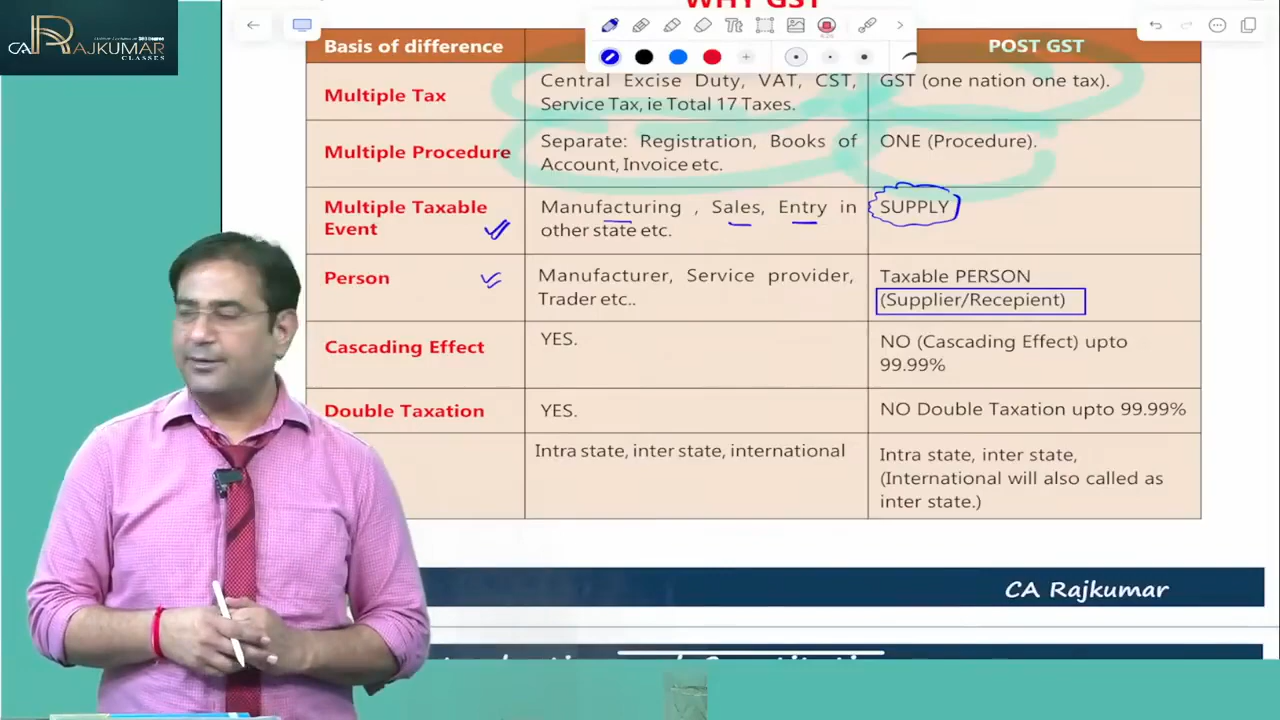 CA RAJKUMAR
CLASSES
WHY GST
Tt
Basis of difference
POST GST
Multiple Tax
Central Excise Duty, VAT, CST,
Service Tax, ie Total 17 Taxes.
GST (one nation one tax).
Multiple Procedure
Separate: Registration, Books of
Account, Invoice etc.
ONE (Procedure).
Multiple Taxable
Event
Manufacturing , Sales, Entry in
other state etc.
SUPPLY
Person
Manufacturer, Service provider,
Trader etc..
Taxable PERSON
(Supplier/Recepient)
Cascading Effect
YES.
NO (Cascading Effect) upto
99.99%
Double Taxation
YES.
NO Double Taxation upto 99.99%
Intra state, inter state, international
Intra state, inter state,
(International will also called as
inter state.)
CA Rajkumar